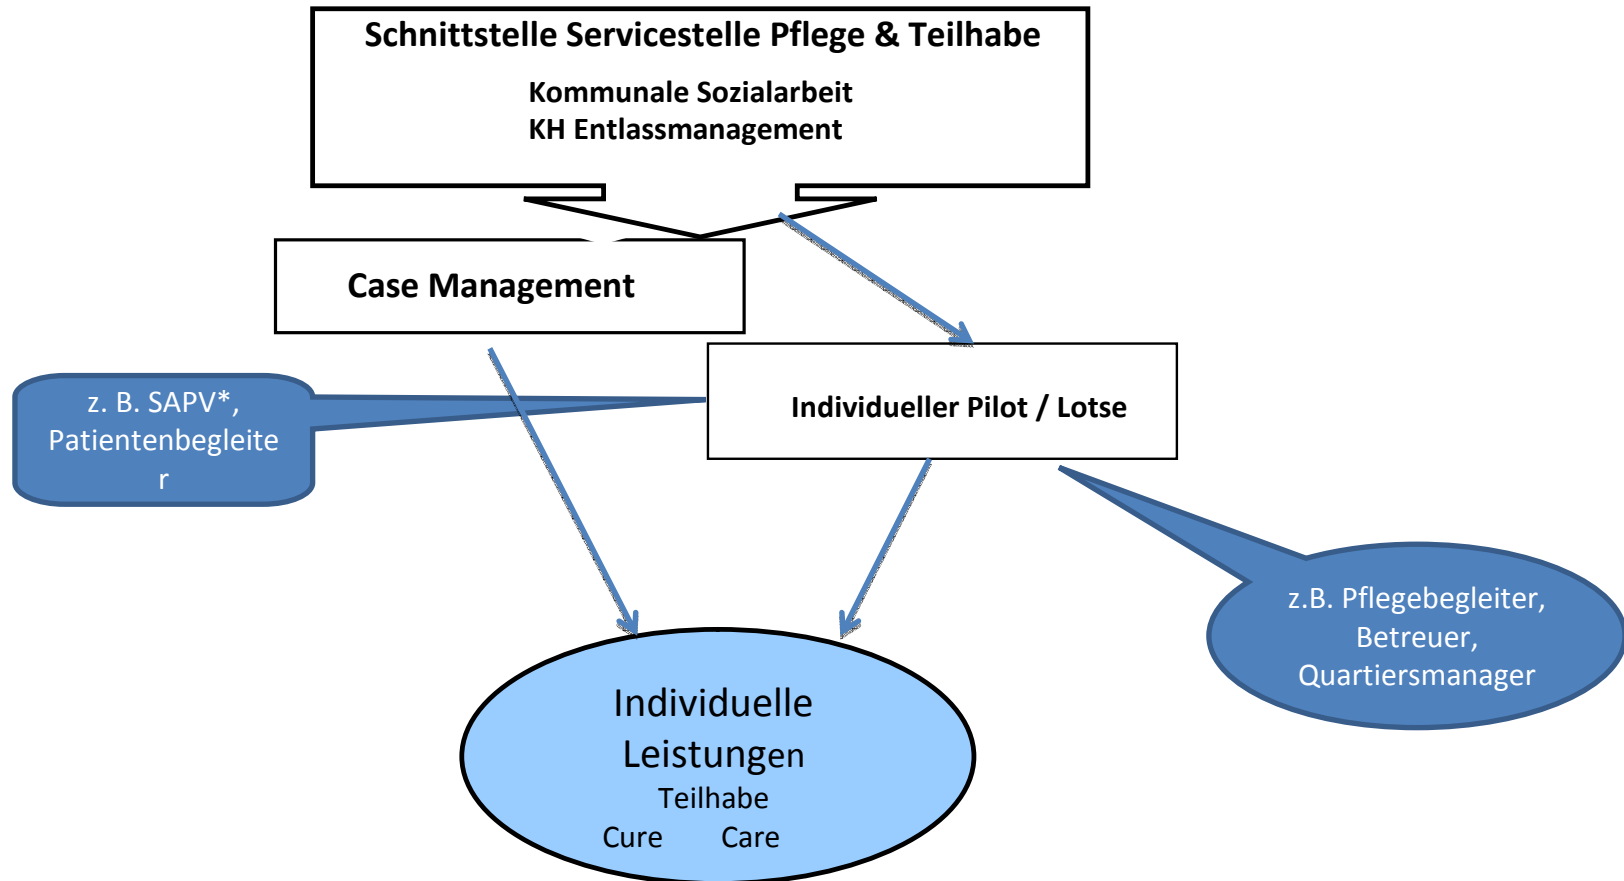 Schnittstelle Servicestelle Pflege & Teilhabe
Kommunale Sozialarbeit
KH Entlassmanagement
Case Management
Individueller Pilot / Lotse
z. B. SAPV*,
Patientenbegleite
r
z.B. Pflegebegleiter,
Betreuer,
Quartiersmanager
Individuelle
Leistungen
Teilhabe
Cure Care